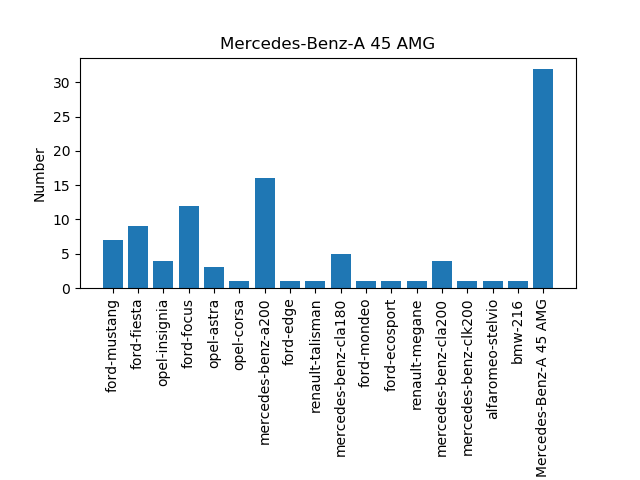 Mercedes-Benz-A 45 AMG
Number
30
25
20
15
10
5
0
ford-mustang
ford-fiesta
opel-insignia
ford-focus
opel-astra
opel-corsa
mercedes-benz-a200
ford-edge
renault-talisman
mercedes-benz-cla180
ford-mondeo
ford-ecosport
renault-megane
mercedes-benz-cla200
mercedes-benz-clk200
alfaromeo-stelvio
bmw-216
Mercedes-Benz-A 45 AMG